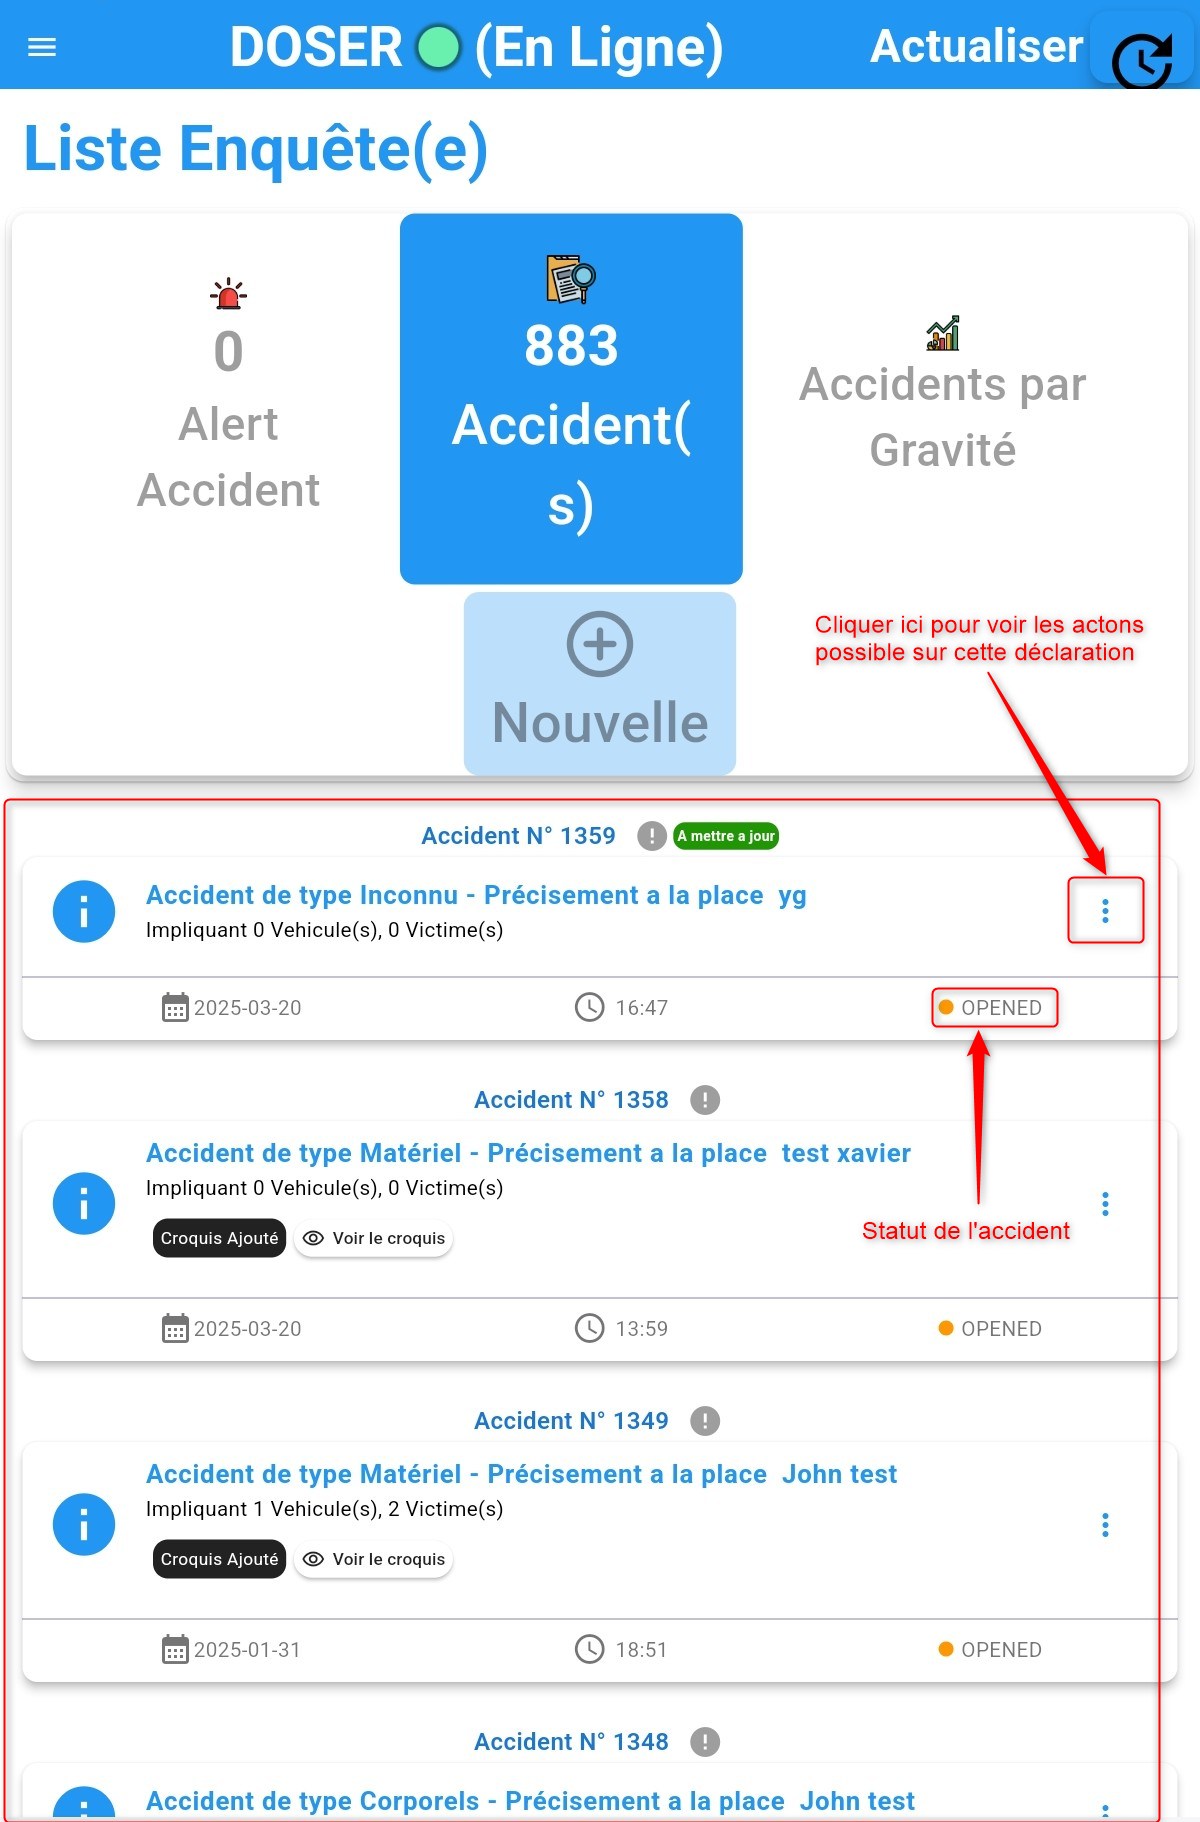 DOSER (En Ligne) Actualiser
Liste Enquête(e)
0
Alert
Accident
883
Accident(
s)
Accidents par
Gravité
Nouvelle
Cliquer ici pour voir les actons
possible sur cette déclaration
Accident N° 1359 A mettre a jour
Accident de type Inconnu - Précisement a la place yg
Impliquant 0 Vehicule(s), 0 Victime(s)
2025-03-20 16:47 OPENED
Accident N° 1358
Accident de type Matériel - Précisement a la place test xavier
Impliquant 0 Vehicule(s), 0 Victime(s)
Croquis Ajouté Voir le croquis
Statut de l'accident
2025-03-20 13:59 OPENED
Accident N° 1349
Accident de type Matériel - Précisement a la place John test
Impliquant 1 Vehicule(s), 2 Victime(s)
Croquis Ajouté Voir le croquis
2025-01-31 18:51 OPENED
Accident N° 1348
Accident de type Corporels - Précisement a la place John test